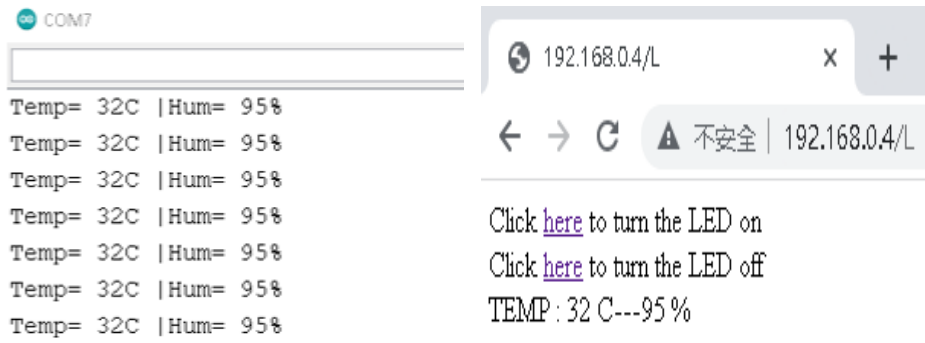 COM7
Temp= 32C |Hum= 95%
Temp= 32C |Hum= 95%
Temp= 32C |Hum= 95%
Temp= 32C |Hum= 95%
Temp= 32C |Hum= 95%
Temp= 32C |Hum= 95%
Temp= 32C |Hum= 95%
192.168.0.4/L
不安全 | 192.168.0.4/L
Click here to turn the LED on
Click here to turn the LED off
TEMP : 32 C---95 %